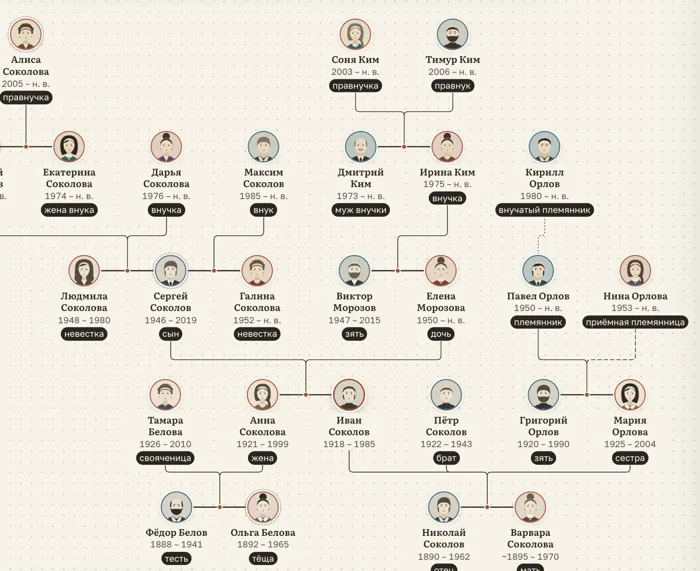 Алиса
Соколова
2005 – н. в.
правнучка
Соня Ким
2003 – н. в.
правнучка
Тимур Ким
2006 – н. в.
правнук
в.
Екатерина
Соколова
1974 – н. в.
жена внука
Дарья
Соколова
1976 – н. в.
внучка
Максим
Соколов
1985 – н. в.
внук
Дмитрий
Ким
1973 – н. в.
муж внучки
Ирина Ким
1975 – н. в.
внучка
Кирилл
Орлов
1980 – н. в.
внучатый племянник
Людмила
Соколова
1948 – 1980
невестка
Сергей
Соколов
1946 – 2019
сын
Галина
Соколова
1952 – н. в.
невестка
Виктор
Морозов
1947 – 2015
зять
Елена
Морозова
1950 – н. в.
дочь
Павел Орлов
1950 – н. в.
племянник
Нина Орлова
1953 – н. в.
приёмная племянница
Тамара
Белова
1926 – 2010
свояченица
Анна
Соколова
1921 – 1999
жена
Иван
Соколов
1918 – 1985
Пётр
Соколов
1922 – 1943
брат
Григорий
Орлов
1920 – 1990
зять
Мария
Орлова
1925 – 2004
сестра
Фёдор Белов
1888 – 1941
тесть
Ольга Белова
1892 – 1965
тёща
Николай
Соколов
1890 – 1962
отец
Варвара
Соколова
~1895 – 1970
мать